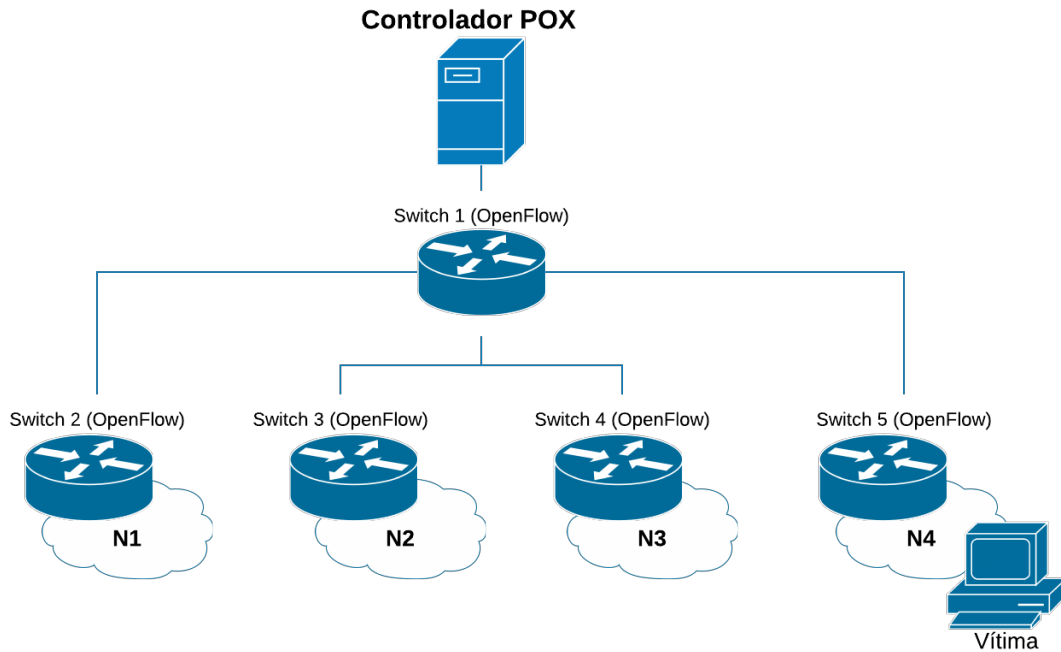 Controlador POX
Switch 1 (OpenFlow)
Switch 2 (OpenFlow)
Switch 3 (OpenFlow)
Switch 4 (OpenFlow)
Switch 5 (OpenFlow)
N1
N2
N3
N4
Vítima